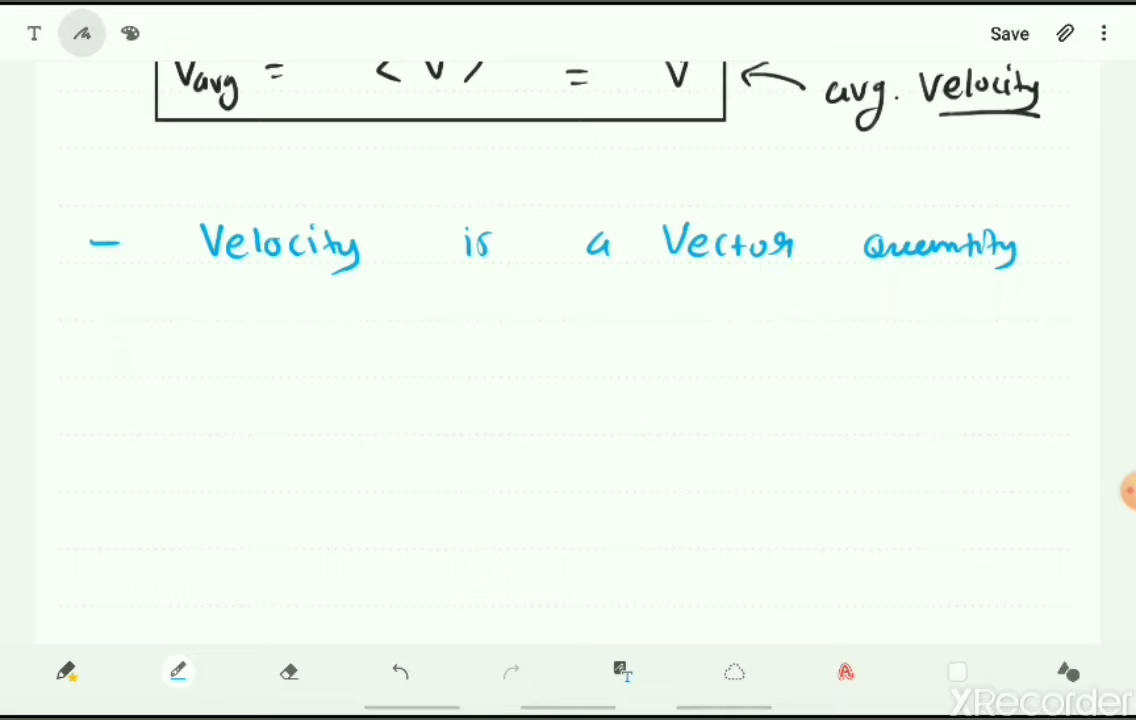 T Save
Vavg = < V > = V ← avg. Velocity
- Velocity is a Vector Quantity
T A
XRecorder